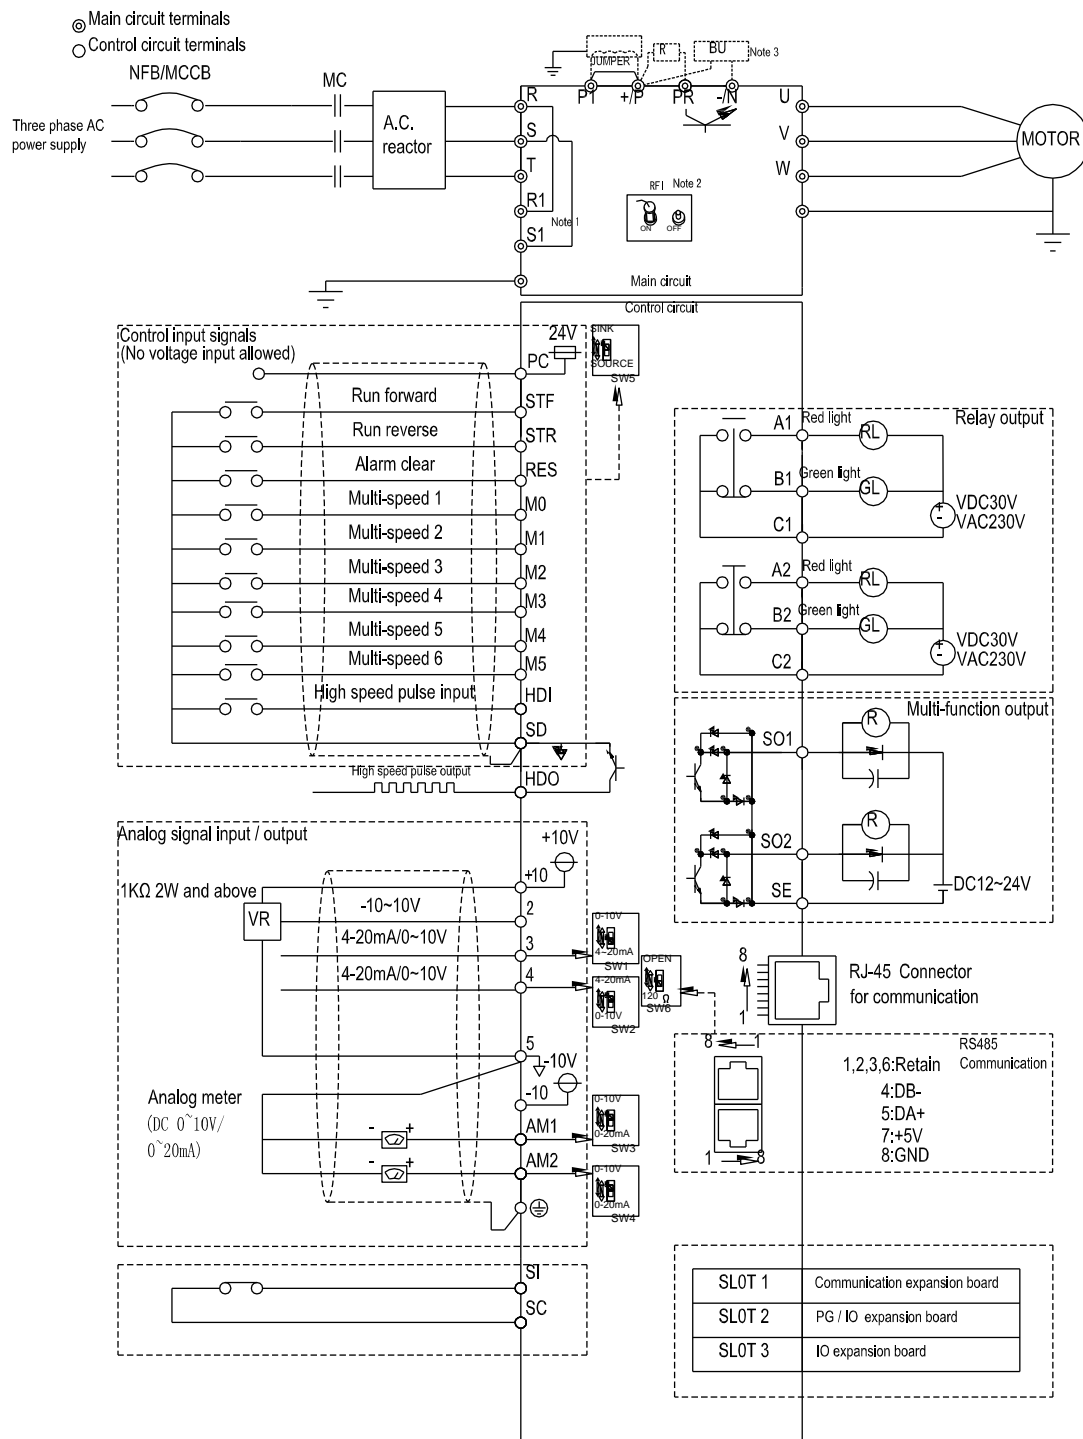 Main circuit terminals
Control circuit terminals
NFB/MCCB
MC
Three phase AC
power supply
A.C.
reactor
R
S
T
R1
S1
Note 1
JUMPER
R
BU
Note 3
P1
+/P
PR
-/N
U
V
W
MOTOR
RFI
Note 2
ON
OFF
Main circuit
Control circuit
Control input signals
(No voltage input allowed)
24V
PC
SINK
SOURCE
SW5
Run forward
STF
Run reverse
STR
Alarm clear
RES
Multi-speed 1
M0
Multi-speed 2
M1
Multi-speed 3
M2
Multi-speed 4
M3
Multi-speed 5
M4
Multi-speed 6
M5
High speed pulse input
HDI
SD
High speed pulse output
HDO
Relay output
A1
Red light
RL
B1
Green light
GL
C1
+
-
VDC30V
VAC230V
A2
Red light
RL
B2
Green light
GL
C2
+
-
VDC30V
VAC230V
Multi-function output
SO1
R
SO2
R
SE
DC12~24V
Analog signal input / output
+10V
+10
1KΩ 2W and above
VR
-10~10V
2
4-20mA/0~10V
3
4-20mA/0~10V
4
0-10V
4~20mA
SW1
4~20mA
0-10V
SW2
OPEN
120
Ω
SW6
5
-10V
-10
Analog meter
(DC 0~10V/
0~20mA)
- +
AM1
- +
AM2
0-10V
0-20mA
SW3
0-10V
0-20mA
SW4
8
1
RJ-45 Connector
for communication
8
1
1
8
RS485
Communication
1,2,3,6:Retain
4:DB-
5:DA+
7:+5V
8:GND
SI
SC
SL0T 1 Communication expansion board
SL0T 2 PG / IO expansion board
SL0T 3 IO expansion board